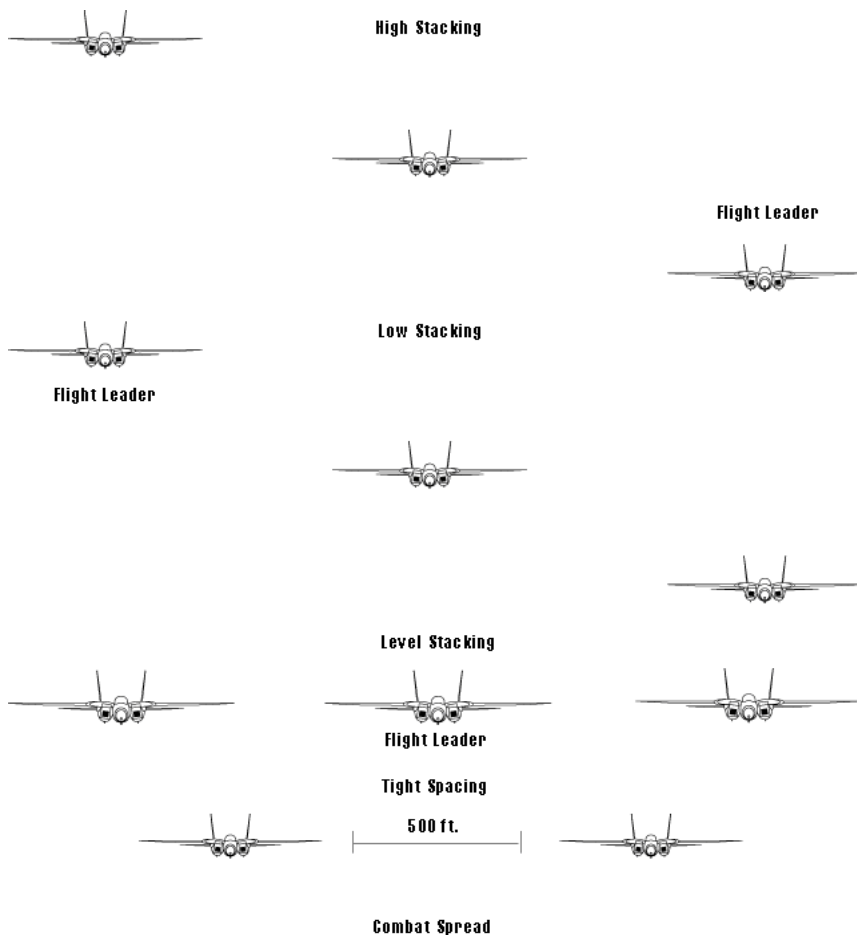 High Stacking
Flight Leader
Low Stacking
Flight Leader
Level Stacking
Flight Leader
Tight Spacing
500 ft.
Combat Spread